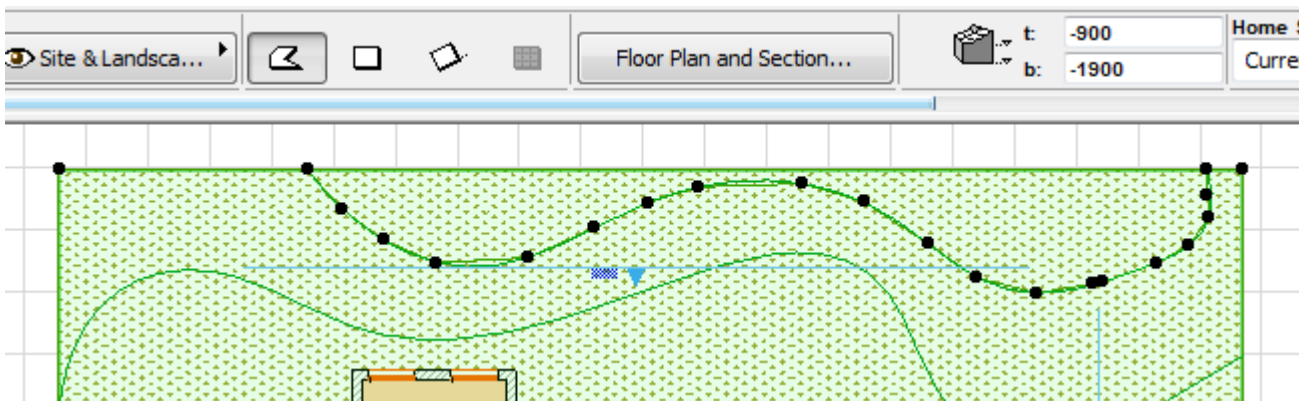 Site & Landsca...
Floor Plan and Section...
t: -900
b: -1900
Home S
Curre